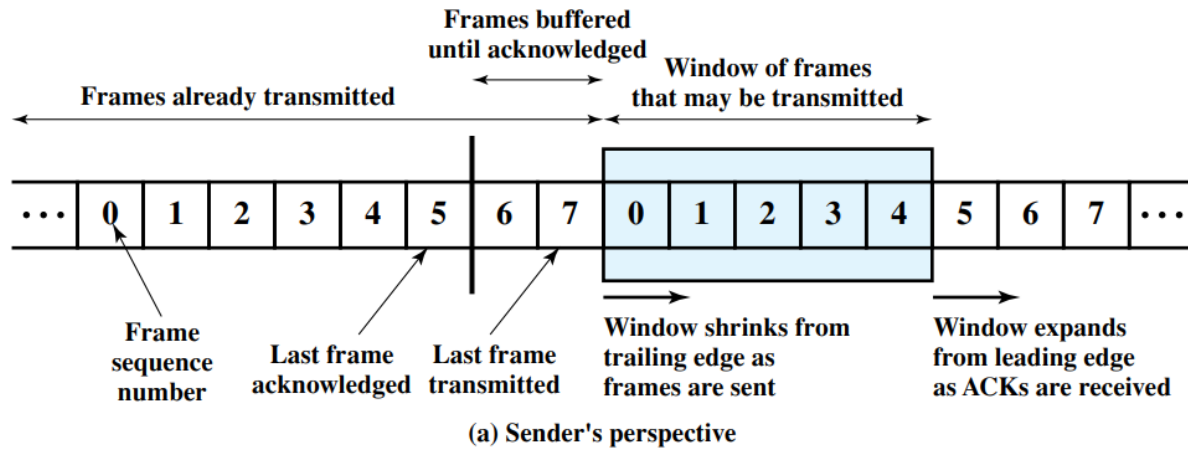 Frames buffered
until acknowledged
Window of frames
that may be transmitted
Frames already transmitted
··· 0 1 2 3 4 5 6 7 0 1 2 3 4 5 6 7 ···
Frame
sequence
number
Last frame
acknowledged
Last frame
transmitted
Window shrinks from
trailing edge as
frames are sent
Window expands
from leading edge
as ACKs are received
(a) Sender's perspective